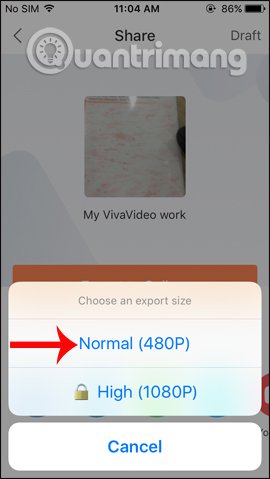 No SIM 11:04 AM 86%
Share Draft
Quantrimang
My VivaVideo work
Choose an export size
Normal (480P)
High (1080P)
Cancel